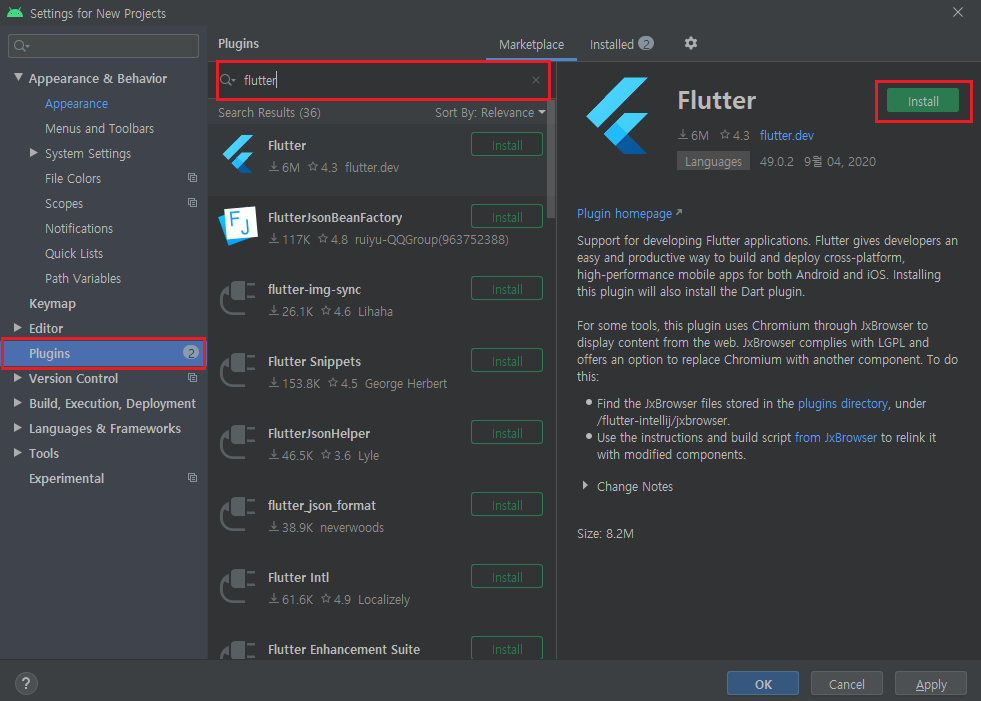 Settings for New Projects
Appearance & Behavior
Appearance
Menus and Toolbars
System Settings
File Colors
Scopes
Notifications
Quick Lists
Path Variables
Keymap
Editor
Plugins 2
Version Control
Build, Execution, Deployment
Languages & Frameworks
Tools
Experimental
Plugins
Marketplace
Installed 2
flutter
Search Results (36) Sort By: Relevance
Flutter Install
6M 4.3 flutter.dev
FJ
FlutterJsonBeanFactory Install
117K 4.8 ruiyu-QQGroup(963752388)
flutter-img-sync Install
26.1K 4.6 Lihaha
Flutter Snippets Install
153.8K 4.5 George Herbert
FlutterJsonHelper Install
46.5K 3.6 Lyle
flutter_json_format Install
38.9K neverwoods
Flutter Intl Install
61.6K 4.9 Localizely
Flutter Enhancement Suite Install
Flutter
Install
6M 4.3 flutter.dev
Languages 49.0.2 9월 04, 2020
Plugin homepage
Support for developing Flutter applications. Flutter gives developers an
easy and productive way to build and deploy cross-platform,
high-performance mobile apps for both Android and iOS. Installing
this plugin will also install the Dart plugin.
For some tools, this plugin uses Chromium through JxBrowser to
display content from the web. JxBrowser complies with LGPL and
offers an option to replace Chromium with another component. To do
this:
Find the JxBrowser files stored in the plugins directory, under
/flutter-intellij/jxbrowser.
Use the instructions and build script from JxBrowser to relink it
with modified components.
Change Notes
Size: 8.2M
?
OK
Cancel
Apply